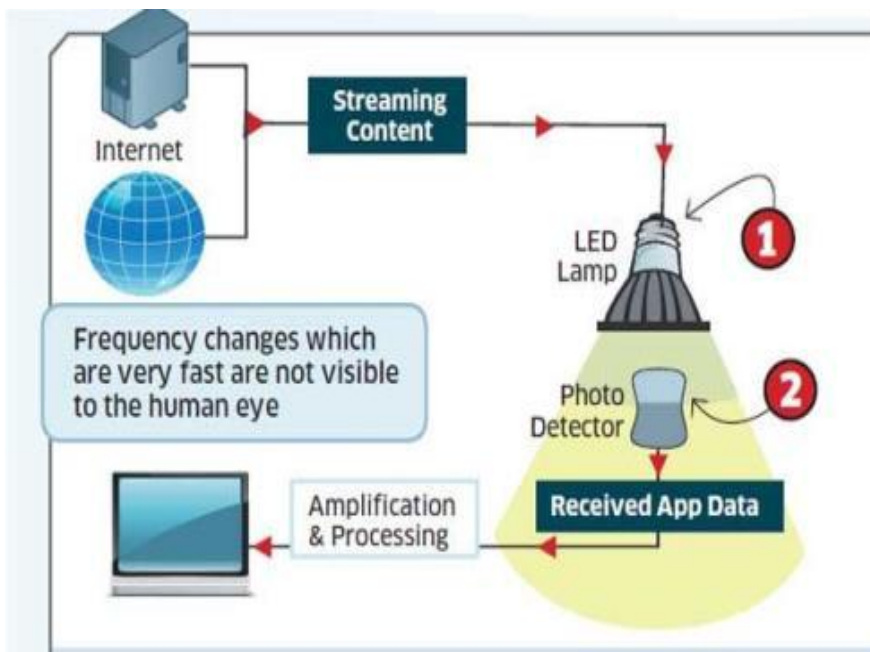 Streaming
Content
Internet
1
LED
Lamp
Frequency changes which
are very fast are not visible
to the human eye
2
Photo
Detector
Received App Data
Amplification
& Processing